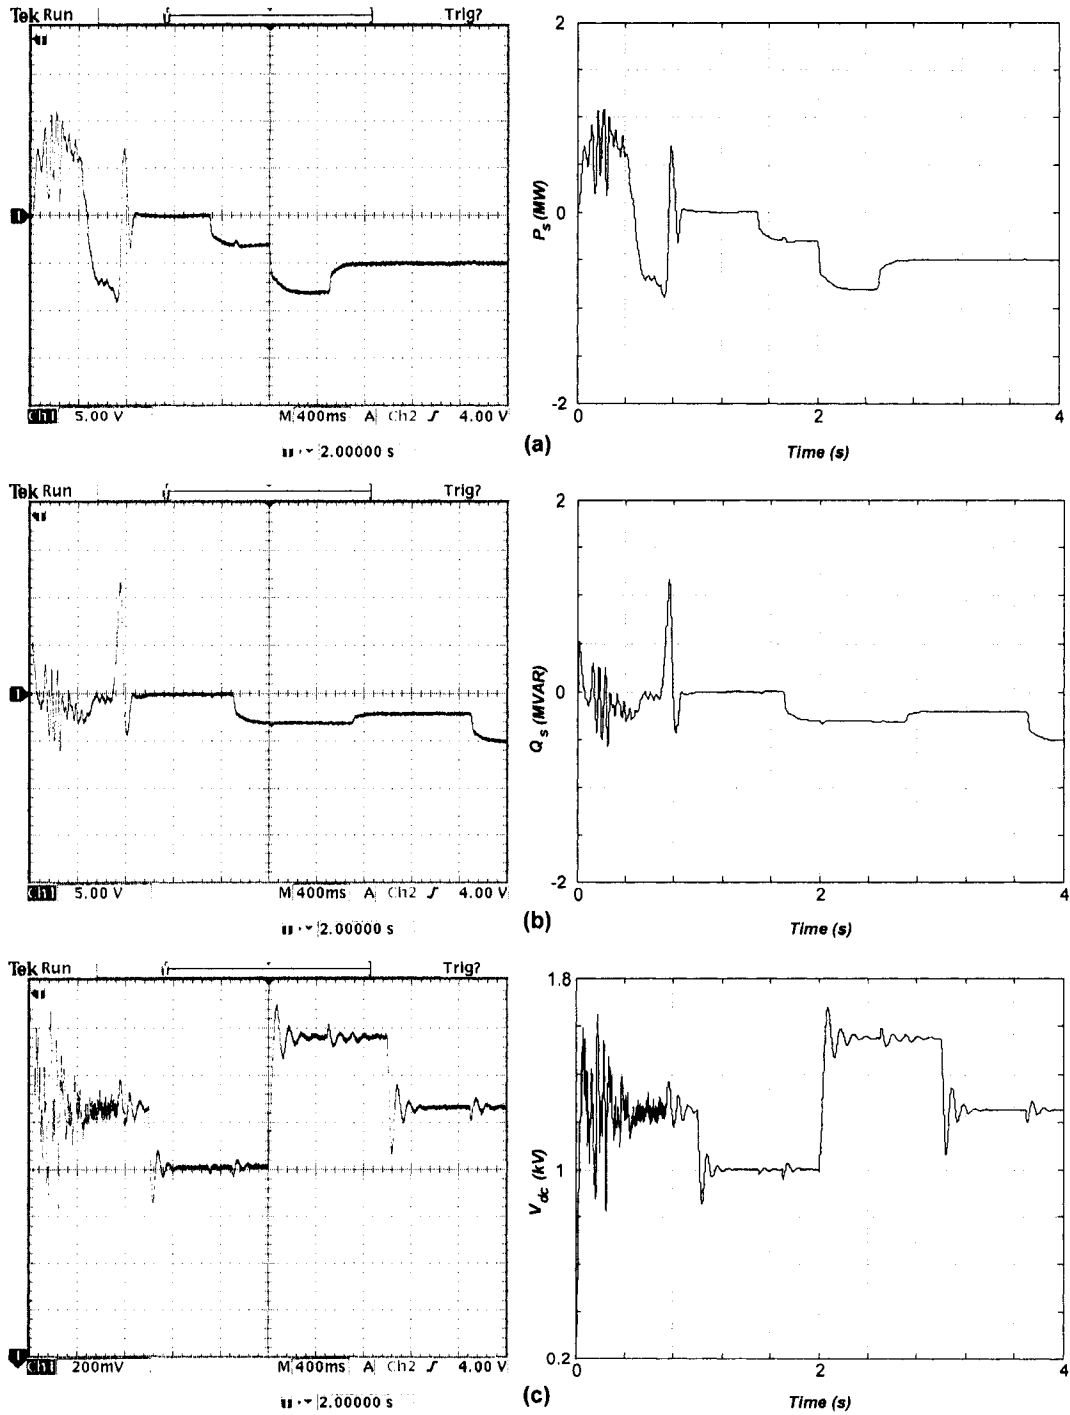 Tek Run Trig?
1
Ch1 5.00 V M 400ms A Ch2 4.00 V
2.00000 s
2
0
-2
P_s (MW)
0 2 4
Time (s)
(a)
Tek Run Trig?
1
Ch1 5.00 V M 400ms A Ch2 4.00 V
2.00000 s
2
0
-2
Q_s (MVAR)
0 2 4
Time (s)
(b)
Tek Run Trig?
Ch1 200mV M 400ms A Ch2 4.00 V
2.00000 s
1.8
1
0.2
V_dc (kV)
0 2 4
Time (s)
(c)